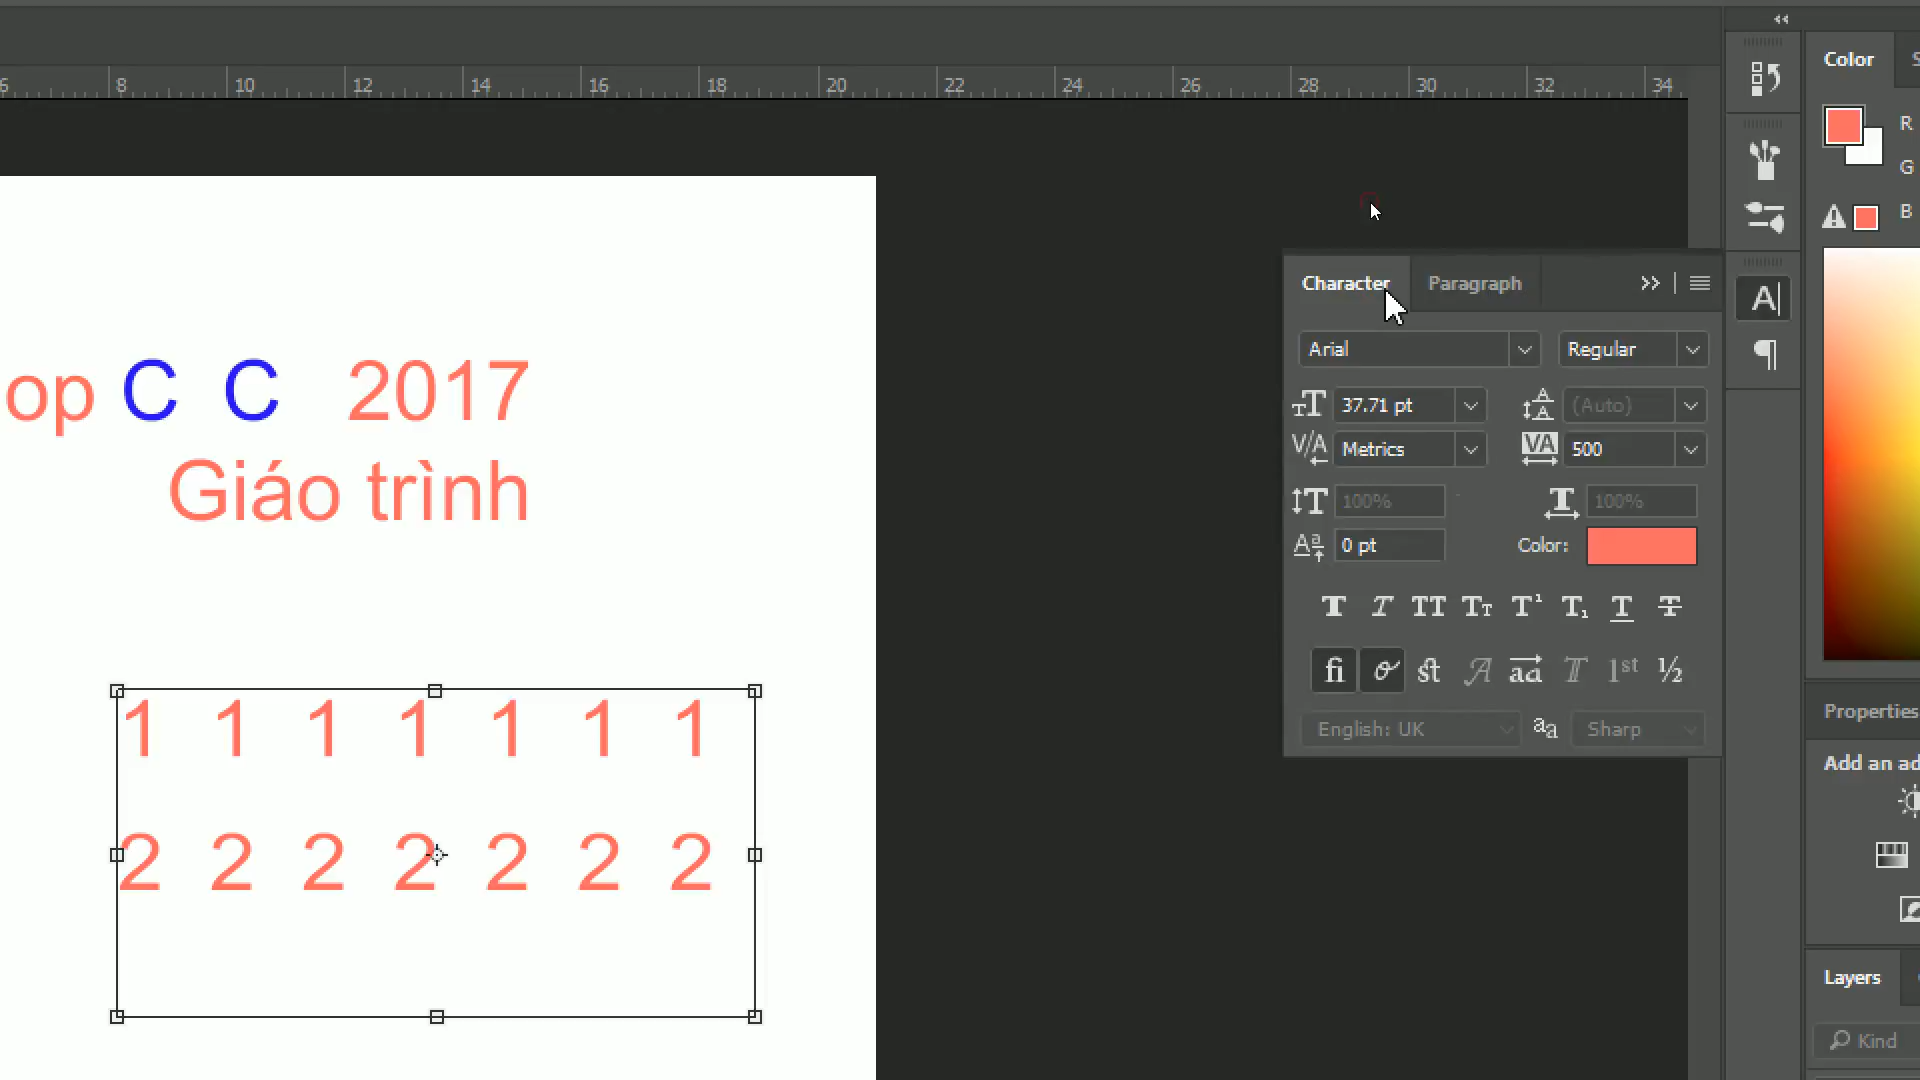 6 8 10 12 14 16 18 20 22 24 26 28 30 32 34
Color S
R
G
B
Character Paragraph
Arial Regular
37.71 pt (Auto)
Metrics 500
100% 100%
0 pt Color:
English: UK Sharp
op C C 2017
Giáo trình
1 1 1 1 1 1 1
2 2 2 2 2 2 2
Properties
Add an ad
Layers
Kind